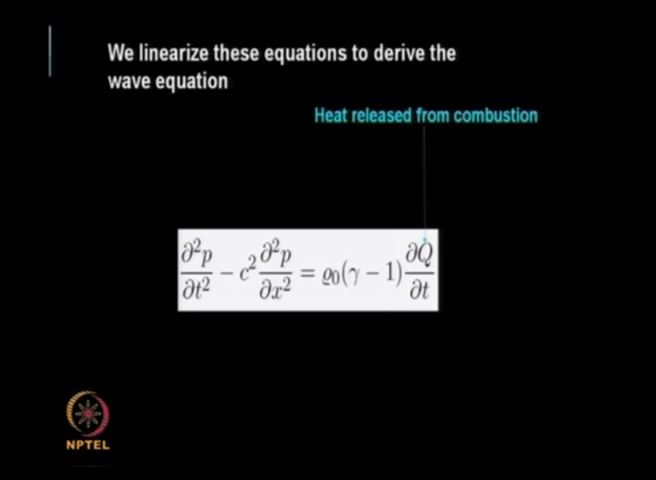 We linearize these equations to derive the
wave equation
Heat released from combustion
∂²p/∂t² − c² ∂²p/∂x² = ϱ₀(γ − 1) ∂Q̇/∂t
NPTEL